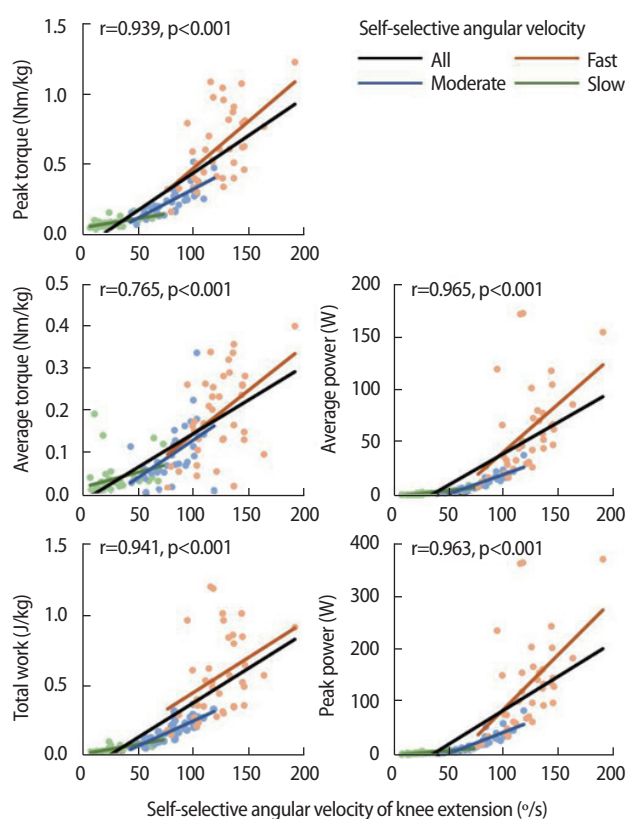 r=0.939, p<0.001
Self-selective angular velocity
All
Fast
Moderate
Slow
Peak torque (Nm/kg)
1.5
1.0
0.5
0.0
0 50 100 150 200
r=0.765, p<0.001
Average torque (Nm/kg)
0.5
0.4
0.3
0.2
0.1
0.0
0 50 100 150 200
r=0.965, p<0.001
Average power (W)
200
150
100
50
0
0 50 100 150 200
r=0.941, p<0.001
Total work (J/kg)
1.5
1.0
0.5
0.0
0 50 100 150 200
r=0.963, p<0.001
Peak power (W)
400
300
200
100
0
0 50 100 150 200
Self-selective angular velocity of knee extension (º/s)